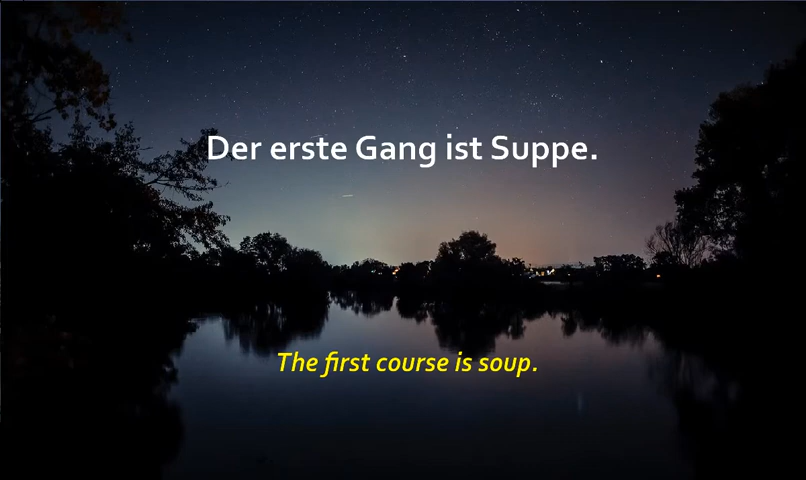 Der erste Gang ist Suppe.
The first course is soup.